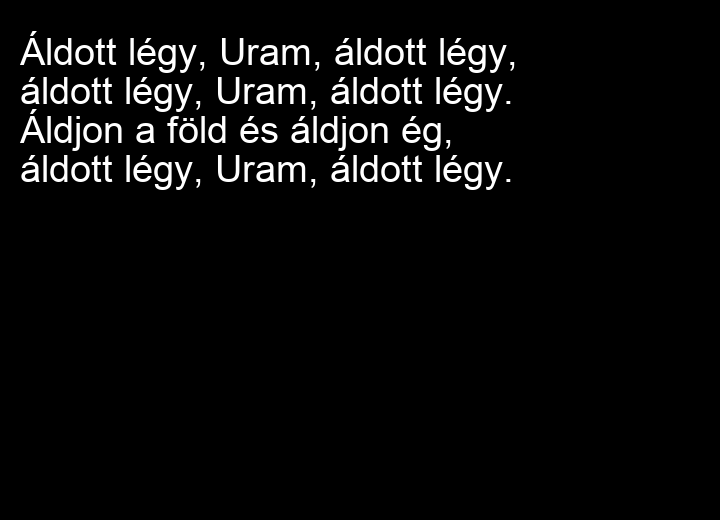 Áldott légy, Uram, áldott légy,
áldott légy, Uram, áldott légy.
Áldjon a föld és áldjon ég,
áldott légy, Uram, áldott légy.